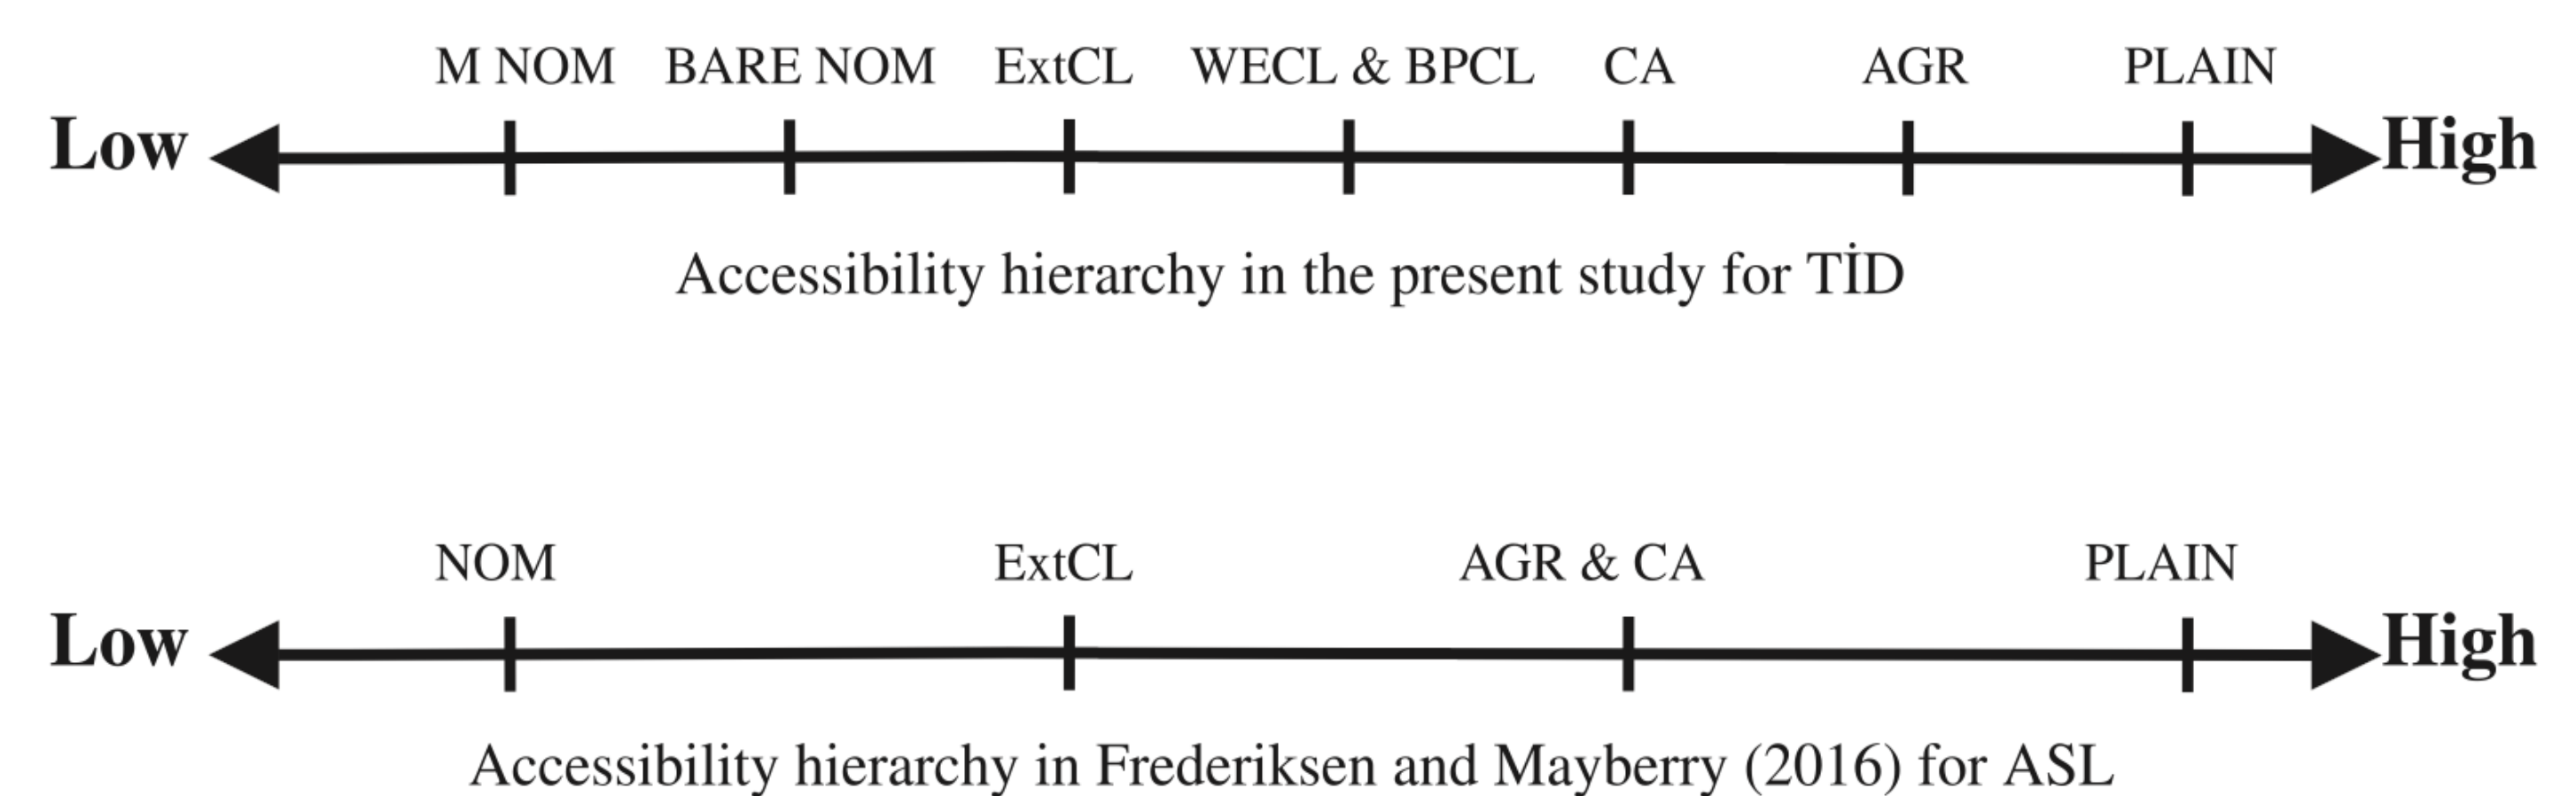 M NOM BARE NOM ExtCL WECL & BPCL CA AGR PLAIN
Low High
Accessibility hierarchy in the present study for TİD
NOM ExtCL AGR & CA PLAIN
Low High
Accessibility hierarchy in Frederiksen and Mayberry (2016) for ASL